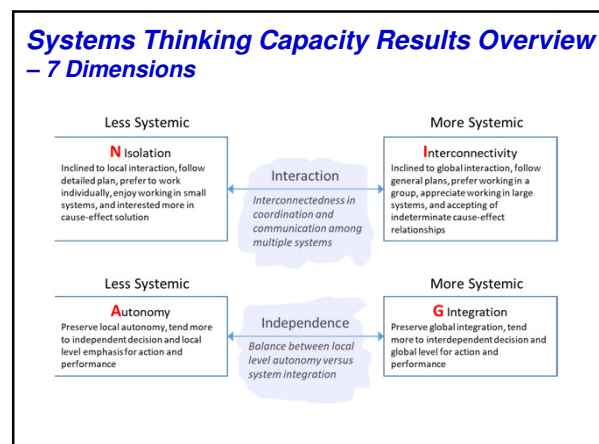 Systems Thinking Capacity Results Overview
– 7 Dimensions
Less Systemic
More Systemic
N Isolation
Inclined to local interaction, follow
detailed plan, prefer to work
individually, enjoy working in small
systems, and interested more in
cause-effect solution
Interaction
Interconnectedness in
coordination and
communication among
multiple systems
Interconnectivity
Inclined to global interaction, follow
general plans, prefer working in a
group, appreciate working in large
systems, and accepting of
indeterminate cause-effect
relationships
Less Systemic
More Systemic
Autonomy
Preserve local autonomy, tend more
to independent decision and local
level emphasis for action and
performance
Independence
Balance between local
level autonomy versus
system integration
G Integration
Preserve global integration, tend
more to interdependent decision and
global level for action and
performance